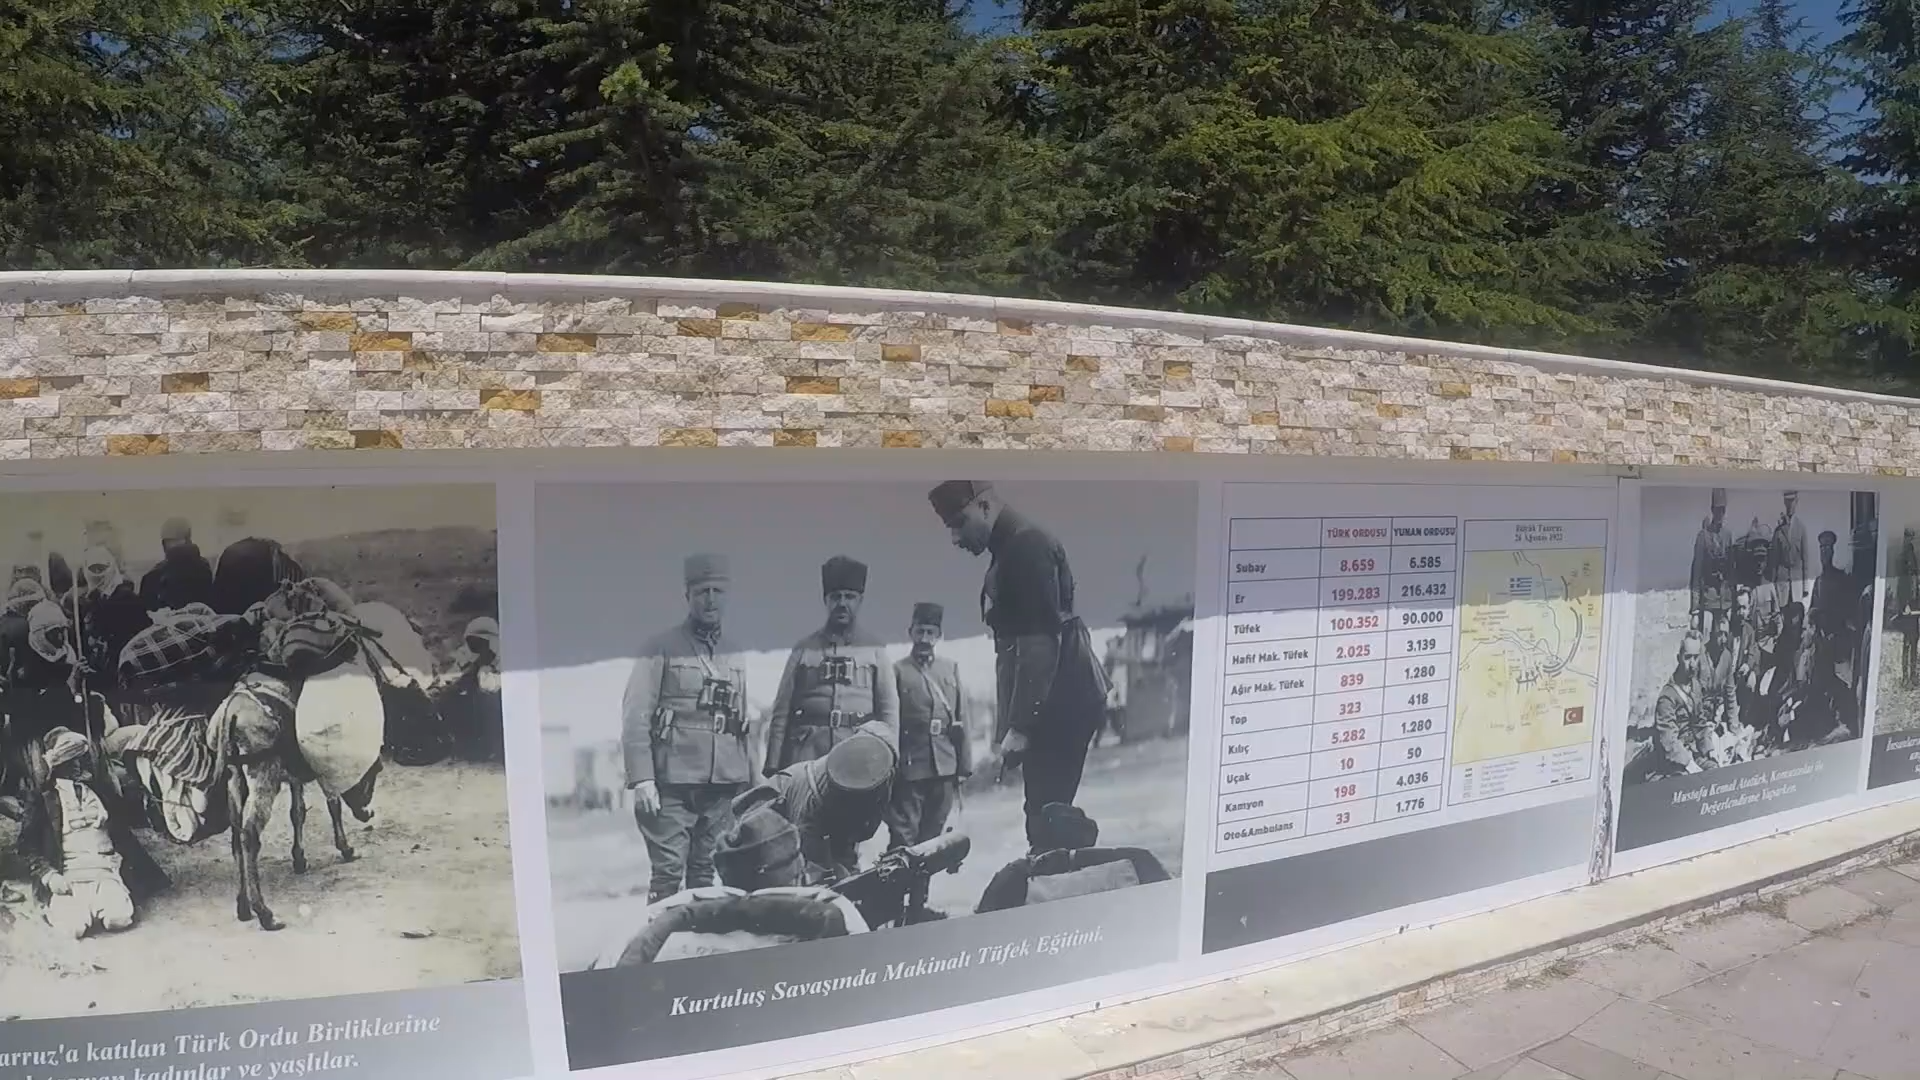 arruz'a katılan Türk Ordu Birliklerine
kadınlar ve yaşlılar.
Kurtuluş Savaşında Makinalı Tüfek Eğitimi.
TÜRK ORDUSU YUNAN ORDUSU
Subay 8.659 6.585
Er 199.283 216.432
Tüfek 100.352 90.000
Hafif Mak. Tüfek 2.025 3.139
Ağır Mak. Tüfek 839 1.280
Top 323 418
Kılıç 5.282 1.280
Uçak 10 50
Kamyon 198 4.036
Oto&Ambulans 33 1.776
Büyük Taarruz
26 Ağustos 1922
Mustafa Kemal Atatürk, Komutanlar ile
Değerlendirme Yaparken.